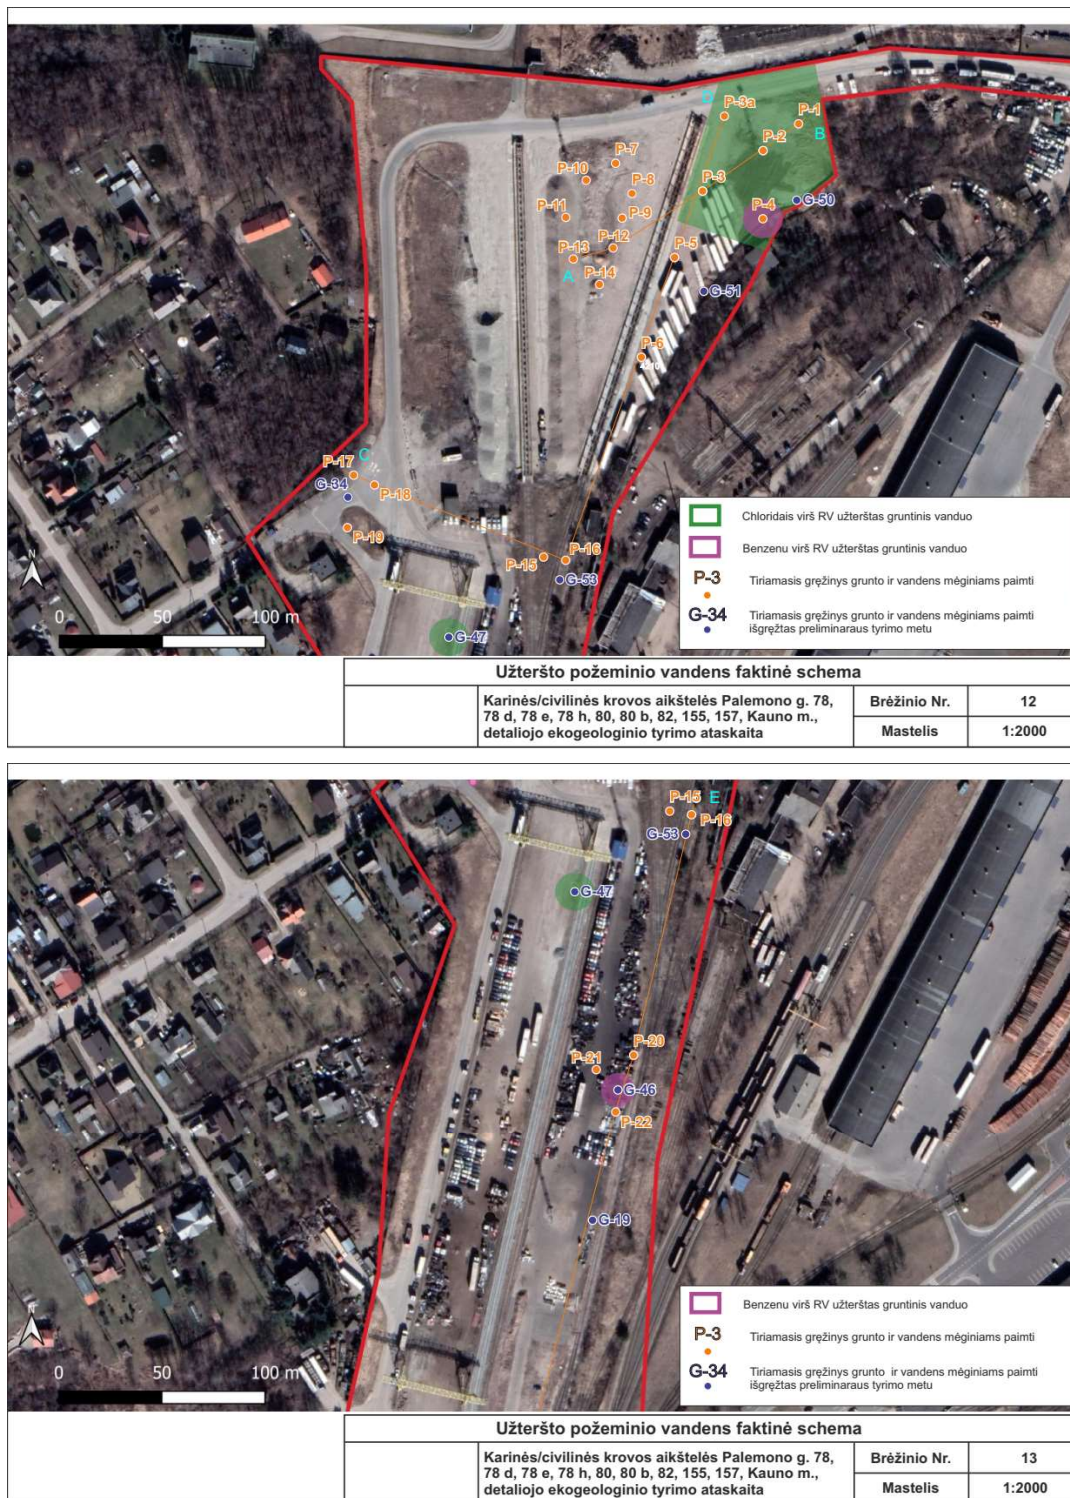 D
P-3a
P-1
B
P-2
P-7
P-10
P-8
P-3
G-50
P-11
P-9
P-4
P-12
P-13
P-5
A
P-14
G-51
P-6
4210
C
P-17
G-34
P-18
P-19
P-16
P-15
G-53
G-47
N
0 50 100 m
Chloridais virš RV užterštas gruntinis vanduo
Benzenu virš RV užterštas gruntinis vanduo
P-3 Tiriamasis gręžinys grunto ir vandens mėginiams paimti
G-34 Tiriamasis gręžinys grunto ir vandens mėginiams paimti
išgręžtas preliminaraus tyrimo metu
Užteršto požeminio vandens faktinė schema
Karinės/civilinės krovos aikštelės Palemono g. 78,
78 d, 78 e, 78 h, 80, 80 b, 82, 155, 157, Kauno m.,
detaliojo ekogeologinio tyrimo ataskaita
Brėžinio Nr. 12
Mastelis 1:2000
P-15
E
P-16
G-53
G-47
P-20
P-21
G-46
P-22
G-19
N
0 50 100 m
Benzenu virš RV užterštas gruntinis vanduo
P-3 Tiriamasis gręžinys grunto ir vandens mėginiams paimti
G-34 Tiriamasis gręžinys grunto ir vandens mėginiams paimti
išgręžtas preliminaraus tyrimo metu
Užteršto požeminio vandens faktinė schema
Karinės/civilinės krovos aikštelės Palemono g. 78,
78 d, 78 e, 78 h, 80, 80 b, 82, 155, 157, Kauno m.,
detaliojo ekogeologinio tyrimo ataskaita
Brėžinio Nr. 13
Mastelis 1:2000